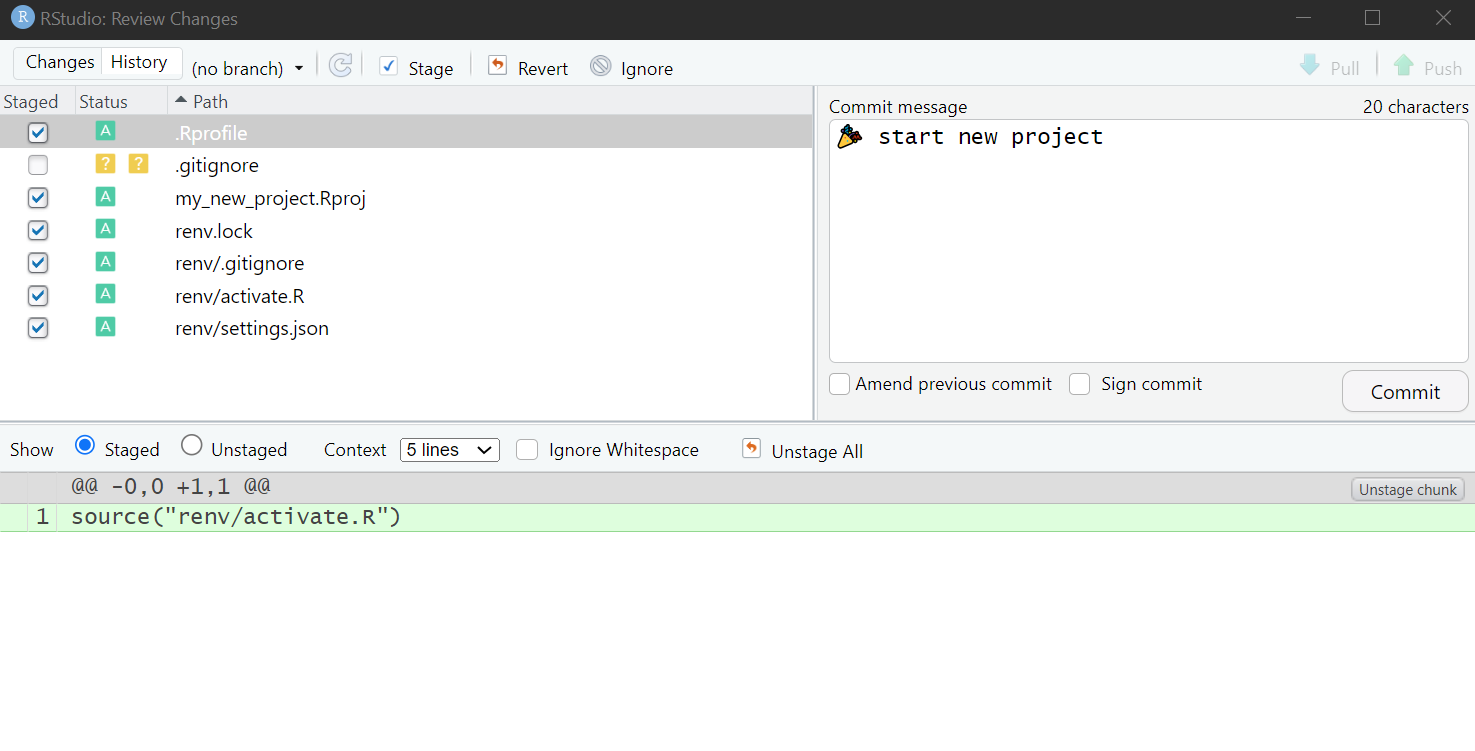 R RStudio: Review Changes
Changes History (no branch) Stage Revert Ignore Pull Push
Staged Status Path
A .Rprofile
? ? .gitignore
A my_new_project.Rproj
A renv.lock
A renv/.gitignore
A renv/activate.R
A renv/settings.json
Commit message 20 characters
🎉 start new project
Amend previous commit Sign commit Commit
Show Staged Unstaged Context 5 lines Ignore Whitespace Unstage All
@@ -0,0 +1,1 @@ Unstage chunk
1 source("renv/activate.R")